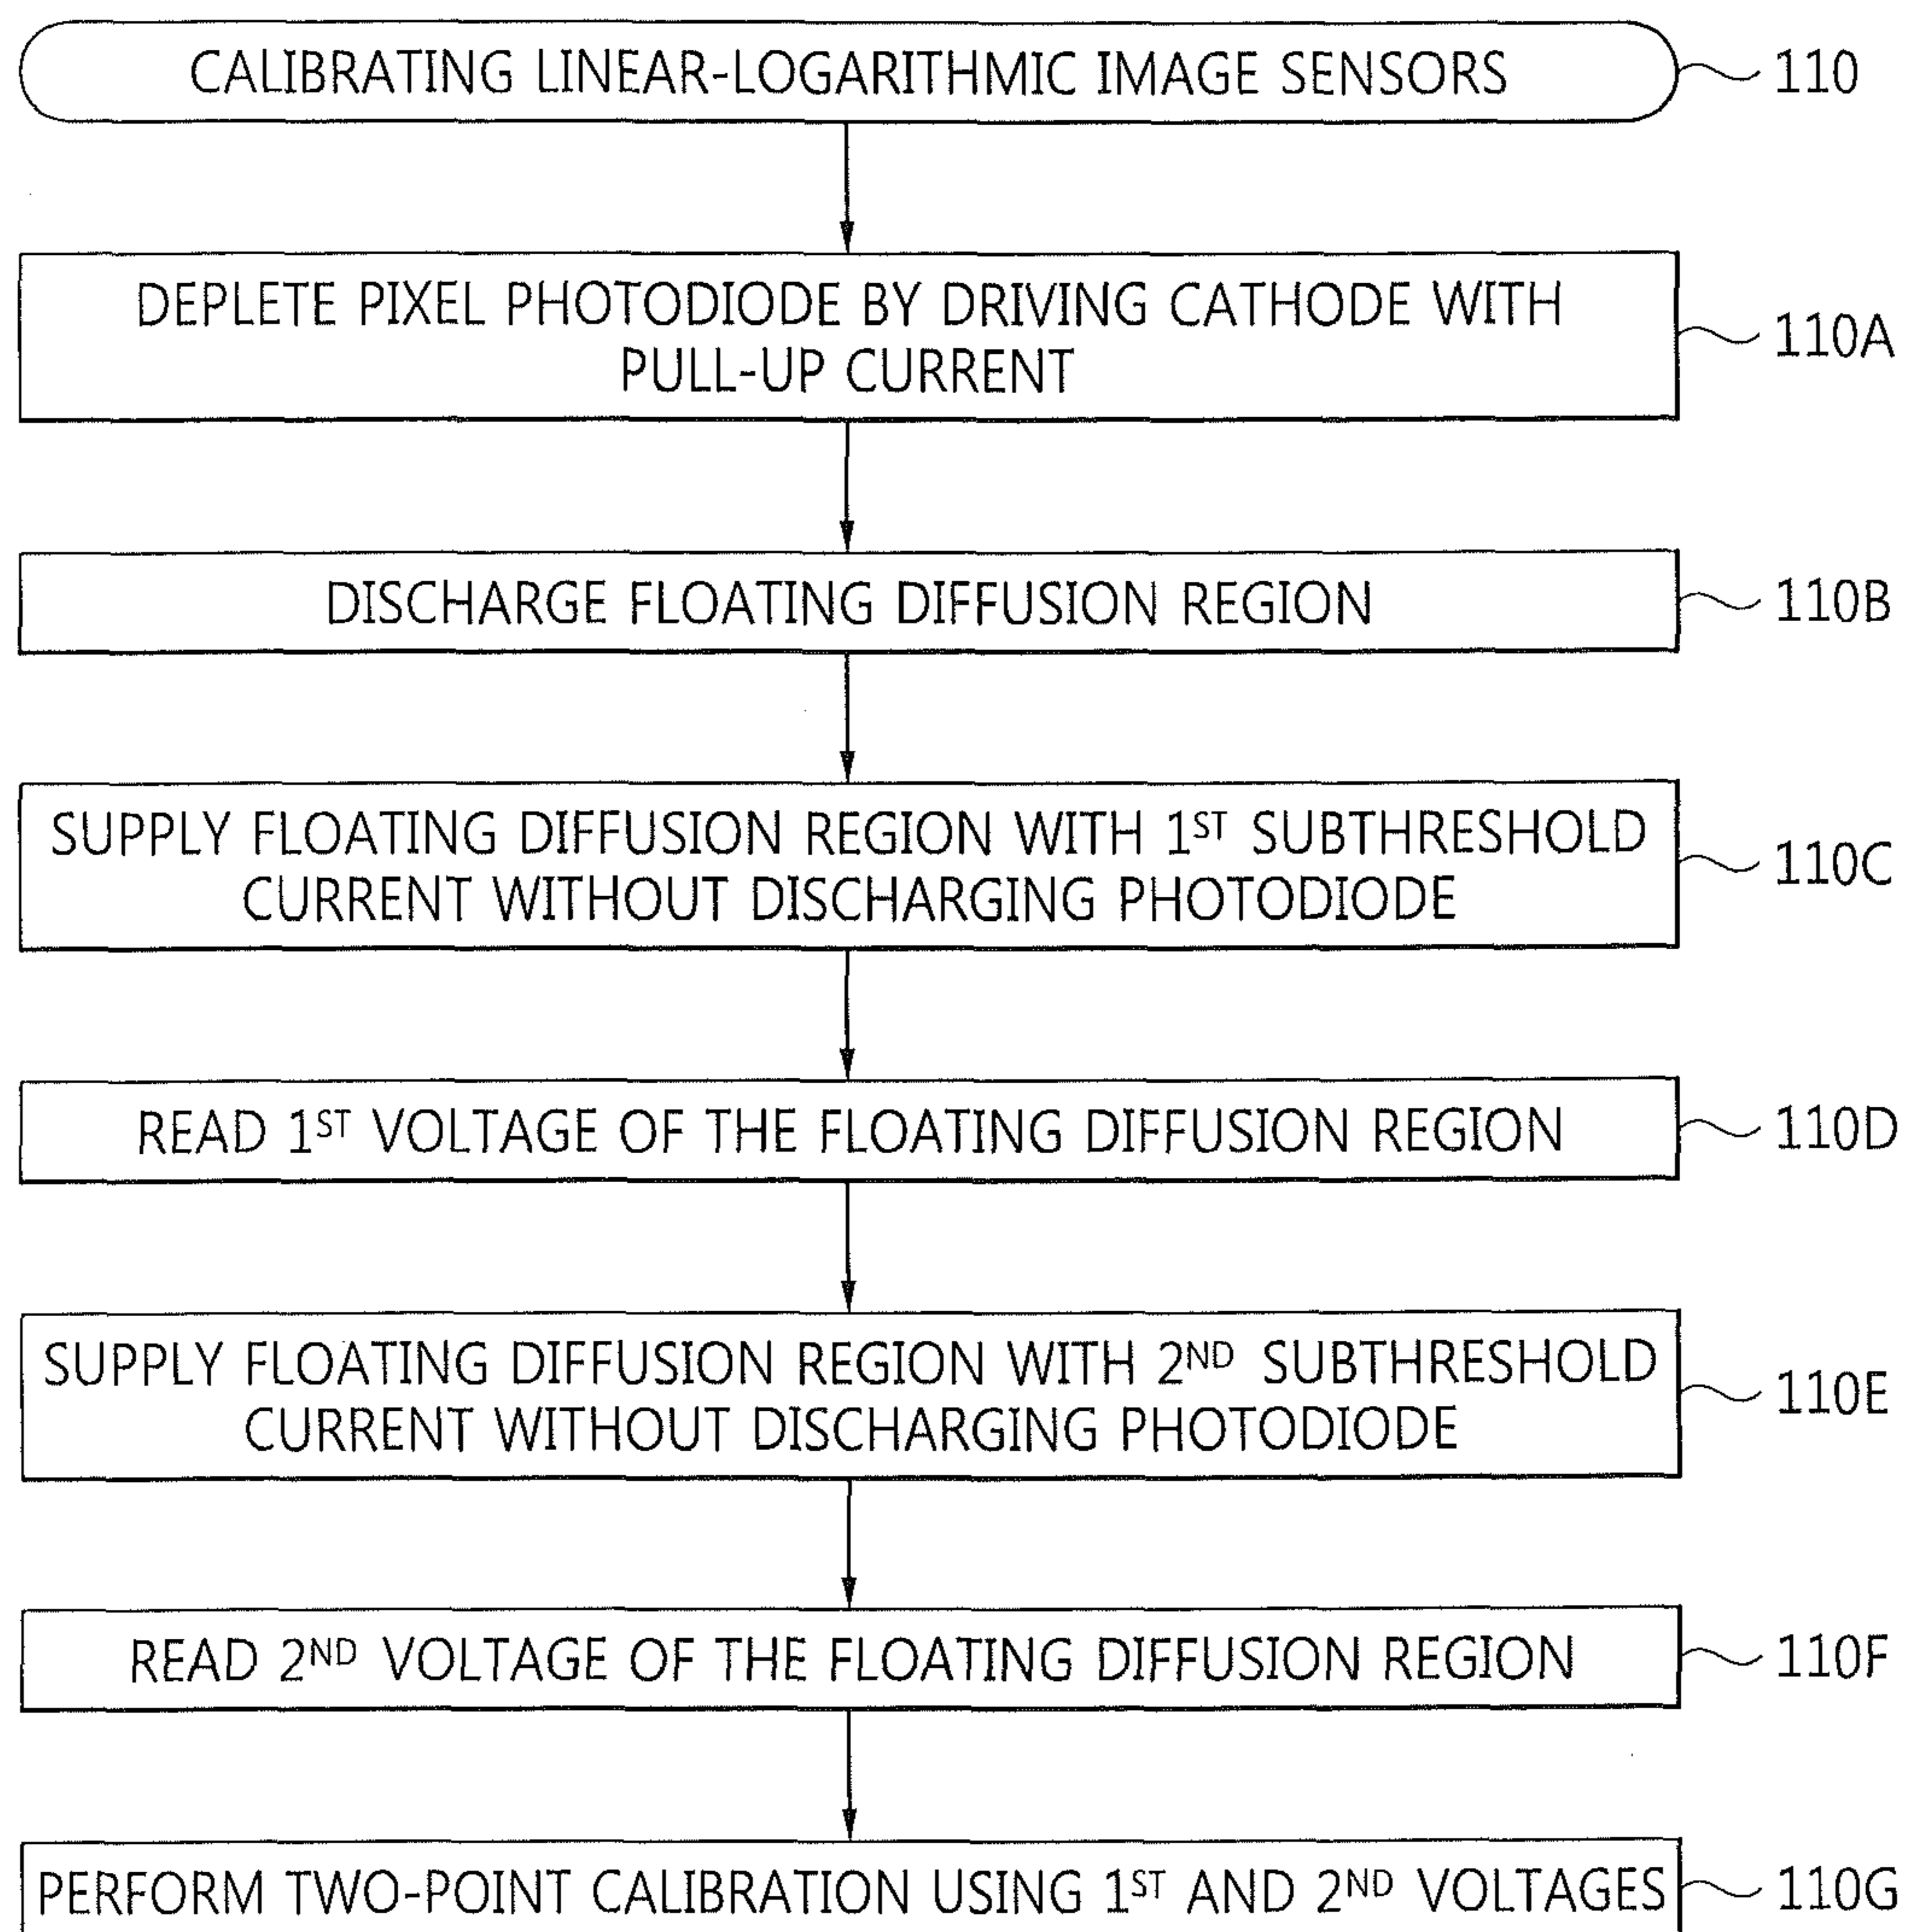 CALIBRATING LINEAR-LOGARITHMIC IMAGE SENSORS
110
DEPLETE PIXEL PHOTODIODE BY DRIVING CATHODE WITH
PULL-UP CURRENT
110A
DISCHARGE FLOATING DIFFUSION REGION
110B
SUPPLY FLOATING DIFFUSION REGION WITH 1ST SUBTHRESHOLD
CURRENT WITHOUT DISCHARGING PHOTODIODE
110C
READ 1ST VOLTAGE OF THE FLOATING DIFFUSION REGION
110D
SUPPLY FLOATING DIFFUSION REGION WITH 2ND SUBTHRESHOLD
CURRENT WITHOUT DISCHARGING PHOTODIODE
110E
READ 2ND VOLTAGE OF THE FLOATING DIFFUSION REGION
110F
PERFORM TWO-POINT CALIBRATION USING 1ST AND 2ND VOLTAGES
110G